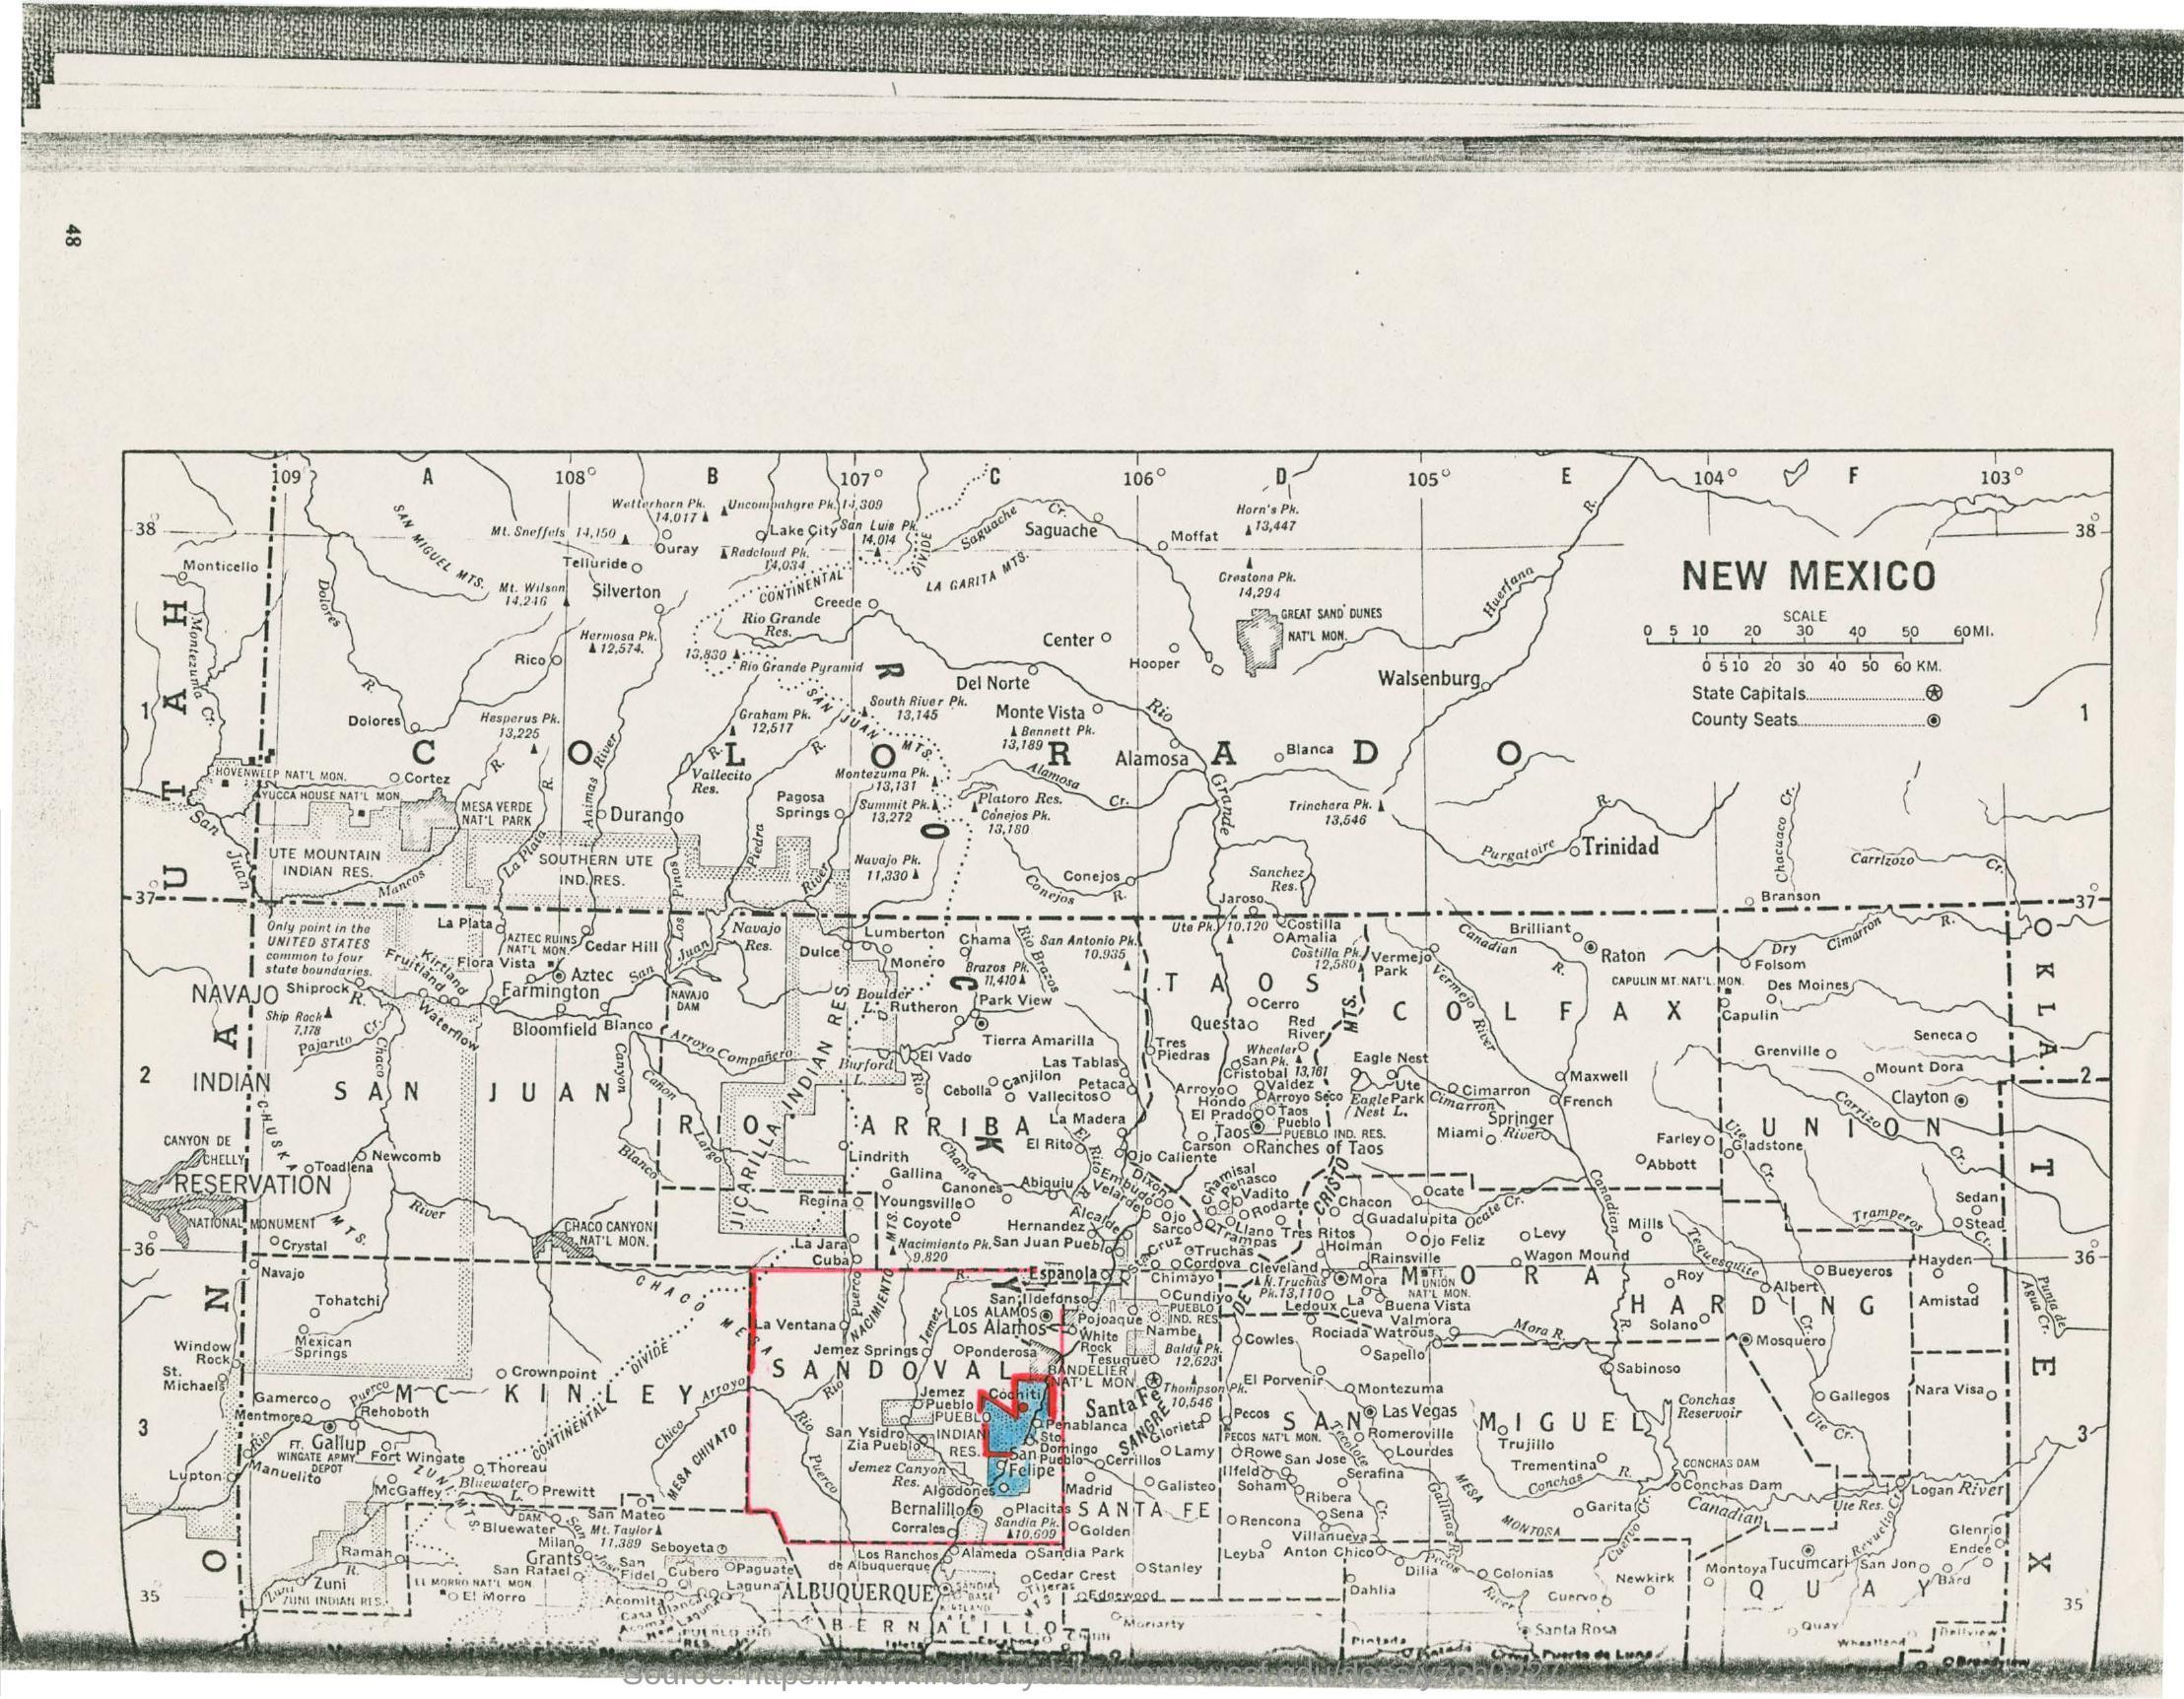 48
109 A 108° B 107° C 106° D 105° E 104° F 103°
38° 38°
Wetterhorn Pk. 14,017
Uncompahgre Pk. 14,309
Horn's Pk. 13,447
SAN MIGUEL MTS.
Mt. Sneffels 14,150
Ouray
Lake City
San Luis Pk. 14,014
Saguache Cr.
Saguache
Moffat
R.
Redcloud Pk. 14,034
DIVIDE
LA GARITA MTS.
NEW MEXICO
Monticello
Telluride
CONTINENTAL
Crestone Pk. 14,294
Huerfano
Mt. Wilson 14,246
Silverton
Creede
SCALE
0 5 10 20 30 40 50 60 MI.
0 5 10 20 30 40 50 60 KM.
State Capitals
County Seats
Dolores
R.
Montezuma Cr.
Hermosa Pk. 12,574
Rio Grande Res.
GREAT SAND DUNES NAT'L MON.
Center
Hooper
Rico
13,830
Rio Grande Pyramid
Del Norte
Walsenburg
UTAH
1 1
Dolores
Hesperus Pk. 13,225
Graham Pk. 12,517
SAN JUAN MTS.
South River Pk. 13,145
Monte Vista
Bennett Pk. 13,189
Rio
COLORADO
Alamosa
Blanca
HOVENWEEP NAT'L MON.
Cortez
Animas River
Vallecito Res.
Montezuma Pk. 13,131
Alamosa Cr.
Grande
YUCCA HOUSE NAT'L MON.
MESA VERDE NAT'L PARK
Durango
Pagosa Springs
Summit Pk. 13,272
Platoro Res.
Conejos Pk. 13,180
Trinchera Pk. 13,546
Chacuaco Cr.
San Juan
UTE MOUNTAIN INDIAN RES.
La Plata
SOUTHERN UTE IND. RES.
Piedra
River
Navajo Pk. 11,330
Purgatoire R.
Trinidad
Carrizozo Cr.
Mancos
Los Pinos
Conejos
Conejos R.
Sanchez Res.
Jaroso
Branson
37° 37°
Only point in the
UNITED STATES
common to four
state boundaries.
La Plata
AZTEC RUINS NAT'L MON.
Cedar Hill
Navajo Res.
Lumberton
Dulce
Chama
Rio Brazos
San Antonio Pk. 10,935
Ute Pk. 10,120
Costilla
Amalia
Costilla Pk. 12,580
Vermejo Park
Canadian R.
Brilliant
Raton
Dry Cimarron R.
Folsom
OKLA.
Fruitland
Kirtland
Flora Vista
Aztec
San Juan
Monero
Brazos Pk. 11,410
CAPULIN MT. NAT'L MON.
Des Moines
NAVAJO
Shiprock
R.
Farmington
NAVAJO DAM
Boulder L.
Rutheron
Park View
TAOS
Cerro
COLFAX
Vermejo River
Capulin
Ship Rock 7,178
Pajarito Cr.
Waterflow
Bloomfield
Blanco
Arroyo Compañero
Tierra Amarilla
Questa
Red River
Seneca
Chaco
El Vado
Las Tablas
Tres Piedras
Wheeler Pk. 13,161
Eagle Nest
Grenville
2 2
INDIAN
SAN JUAN
Canyon
Cañon
Burford L.
Rio
Cebolla
Canjilon
Petaca
Vallecitos
San Cristobal
Valdez
Arroyo Hondo
Arroyo Seco
Ute Park
Eagle Nest L.
Cimarron
Cimarron River
Maxwell
French
Mount Dora
Clayton
RIO ARRIBA
La Madera
El Prado
Taos
Taos Pueblo
PUEBLO IND. RES.
Springer
Miami
UNION
Carrizo Cr.
CANYON DE CHELLY
CHUSKA MTS.
El Rito
El Rito
Carson
Ranches of Taos
Farley
Gladstone
Ute Cr.
NATIONAL MONUMENT
Toadlena
Newcomb
Blanco
Largo
JICARILLA INDIAN RES.
Lindrith
Chama
Ojo Caliente
Abbott
TEX
RESERVATION
Gallina
Canones
Abiquiu
R.
Embudo
Dixon
Velarde
Chamisal
Penasco
Vadito
Rodarte
Chacon
Ocate
Ocate Cr.
Sedan
Stead
River
Regina
Youngsville
Coyote
Alcalde
Hernandez
Ojo Sarco
Llano
Trampas
Tres Ritos
Guadalupita
Ojo Feliz
Levy
Mills
Canadian R.
Tramperos Cr.
36° 36°
Crystal
CHACO CANYON NAT'L MON.
La Jara
Cuba
Nacimiento Pk. 9,820
San Juan Pueblo
Truchas
Cordova
Holman
Cleveland
Rainsville
Wagon Mound
Tequesquite
Hayden
Navajo
CHACO MESA
Puerco
NACIMIENTO MTS.
Espanola
Chimayo
N. Truchas Pk. 13,110
Mora
MORA
FT. UNION NAT'L MON.
Roy
Albert
Bueyeros
Punta de Agua Cr.
Tohatchi
San Ildefonso
LOS ALAMOS
Los Alamos
Cundiyo
PUEBLO IND. RES.
Ledoux
La Cueva
Buena Vista
HARDING
Amistad
Window Rock
Mexican Springs
La Ventana
Jemez
Pojoaque
Nambe
Valmora
Rociada
Watrous
Mora R.
Solano
Mosquero
White Rock
Cowles
Jemez Springs
Ponderosa
Tesuque
Baldy Pk. 12,623
Sapello
Sabinoso
St. Michaels
Crownpoint
CONTINENTAL DIVIDE
SANDOVAL
BANDELIER NAT'L MON.
Gamerco
Puerco
MC KINLEY
Chico Arroyo
Rio Puerco
Jemez Pueblo
Cochiti
Santa Fe
Thompson Pk. 10,546
El Porvenir
Montezuma
Conchas Reservoir
Gallegos
Nara Visa
Mentmore
Rehoboth
PUEBLO INDIAN RES.
Penablanca
SANGRE DE CRISTO MTS.
Glorieta
Pecos
PECOS NAT'L MON.
SAN MIGUEL
Las Vegas
3 3
Rio
Gallup
FT. WINGATE ARMY DEPOT
Fort Wingate
MESA CHIVATO
San Ysidro
Zia Pueblo
Sto. Domingo Pueblo
Romeroville
Trujillo
Ute Cr.
Lupton
Manuelito
ZUNI MTS.
Thoreau
Jemez Canyon Res.
San Felipe
Cerrillos
Lamy
Rowe
San Jose
Tecolote Cr.
Lourdes
Trementina
CONCHAS DAM
McGaffey
Bluewater L.
Prewitt
Algodones
Madrid
Galisteo
Ilfeld
Soham
Serafina
MESA MONTOSA
Conchas R.
Conchas Dam
Canadian
Ute Res.
Logan
River
DAM
Bluewater
San Mateo
Mt. Taylor 11,389
Bernalillo
Placitas
Corrales
Sandia Pk. 10,609
SANTA FE
Golden
Ribera
Sena
Rencona
Villanueva
Gallinas R.
Garita
Cuervo Cr.
Revuelto Cr.
Glenrio
Endee
Ramah
Milan
Grants
San Jose
Seboyeta
Los Ranchos de Albuquerque
Alameda
Sandia Park
Leyba
Anton Chico
Tucumcari
San Jon
R.
San Rafael
San Fidel
Cubero
Paguate
Cedar Crest
Stanley
Pecos River
Dilia
Colonias
Montoya
Bard
Zuni
Zuni
ZUNI INDIAN RES.
EL MORRO NAT'L MON.
El Morro
Acomita
Laguna
ALBUQUERQUE
SANDIA BASE
Tijeras
Edgewood
Dahlia
Newkirk
Cuervo
QUAY
35 35
Casa Blanca
BERNALILLO
Moriarty
Santa Rosa
Quay
Wheatland
Bellview
Pintada
Puerto de Luna
Broadview